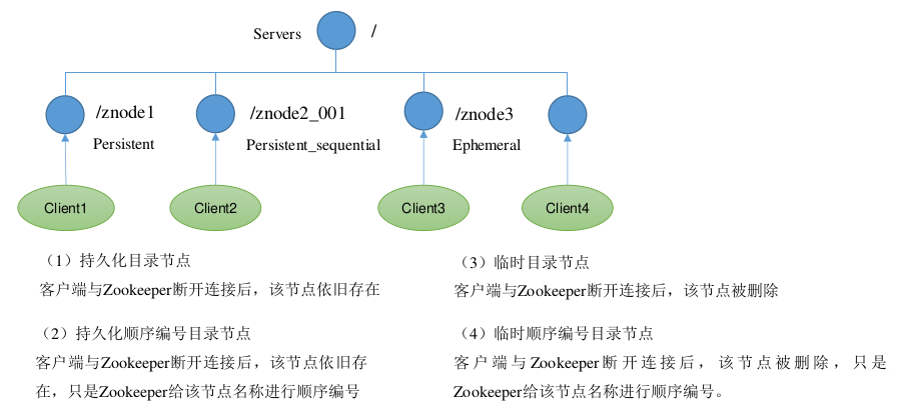 Servers /
/znode1
Persistent
/znode2_001
Persistent_sequential
/znode3
Ephemeral
Client1
Client2
Client3
Client4
（1）持久化目录节点
客户端与Zookeeper断开连接后，该节点依旧存在
（2）持久化顺序编号目录节点
客户端与Zookeeper断开连接后，该节点依旧存
在，只是Zookeeper给该节点名称进行顺序编号
（3）临时目录节点
客户端与Zookeeper断开连接后，该节点被删除
（4）临时顺序编号目录节点
客户端与Zookeeper断开连接后，该节点被删除，只是
Zookeeper给该节点名称进行顺序编号。